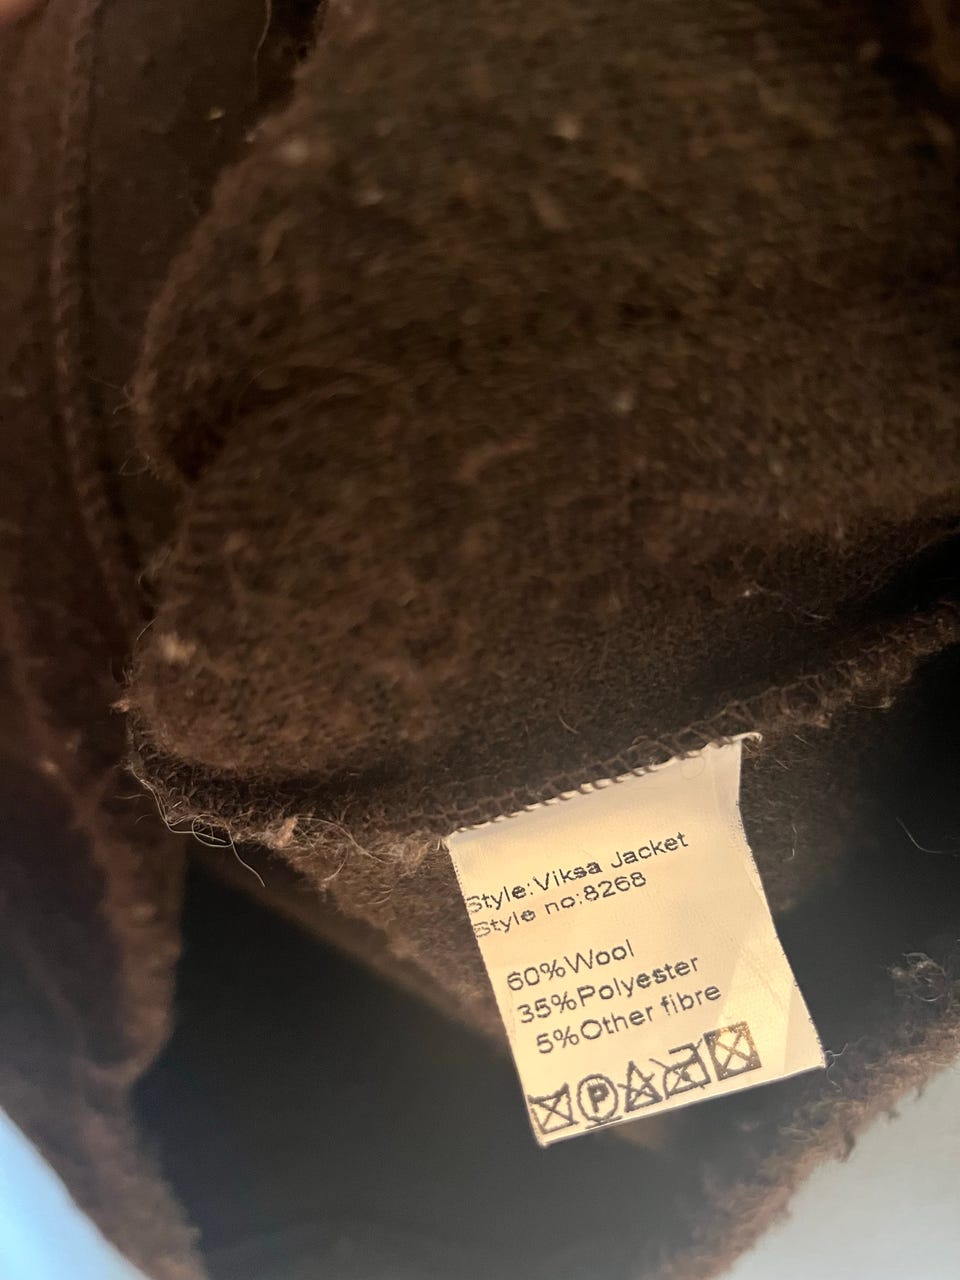 Style:Viksa Jacket
Style no:8268
60%Wool
35%Polyester
5%Other fibre
P